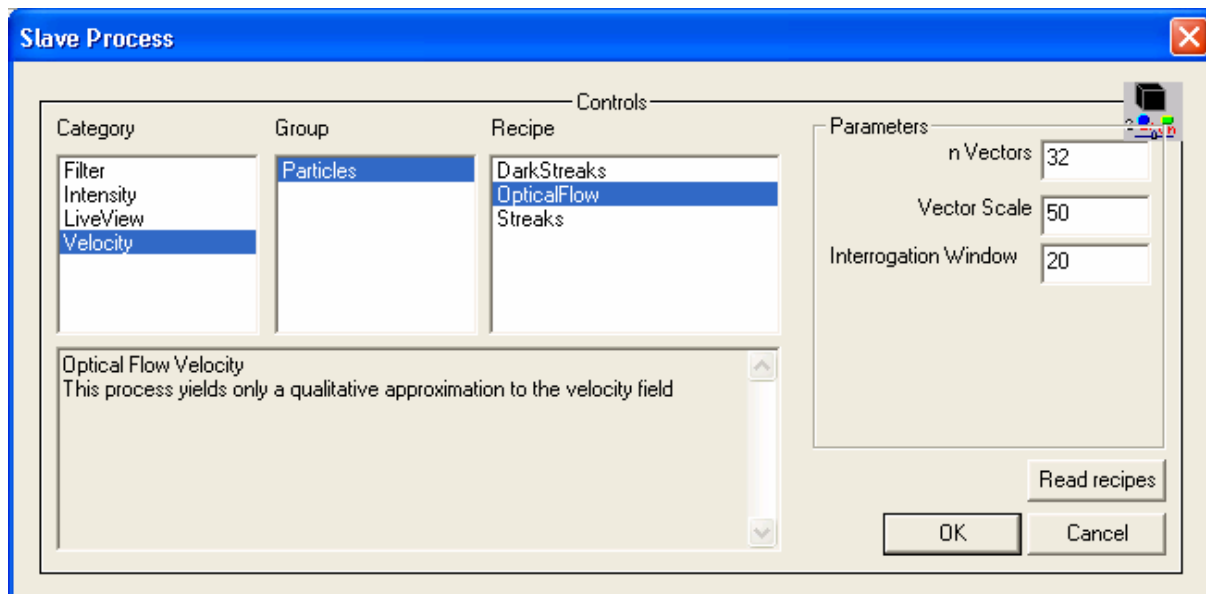 Slave Process
Controls
Category
Group
Recipe
Parameters
Filter
Intensity
LiveView
Velocity
Particles
DarkStreaks
OpticalFlow
Streaks
n Vectors 32
Vector Scale 50
Interrogation Window 20
Optical Flow Velocity
This process yields only a qualitative approximation to the velocity field
Read recipes
OK
Cancel